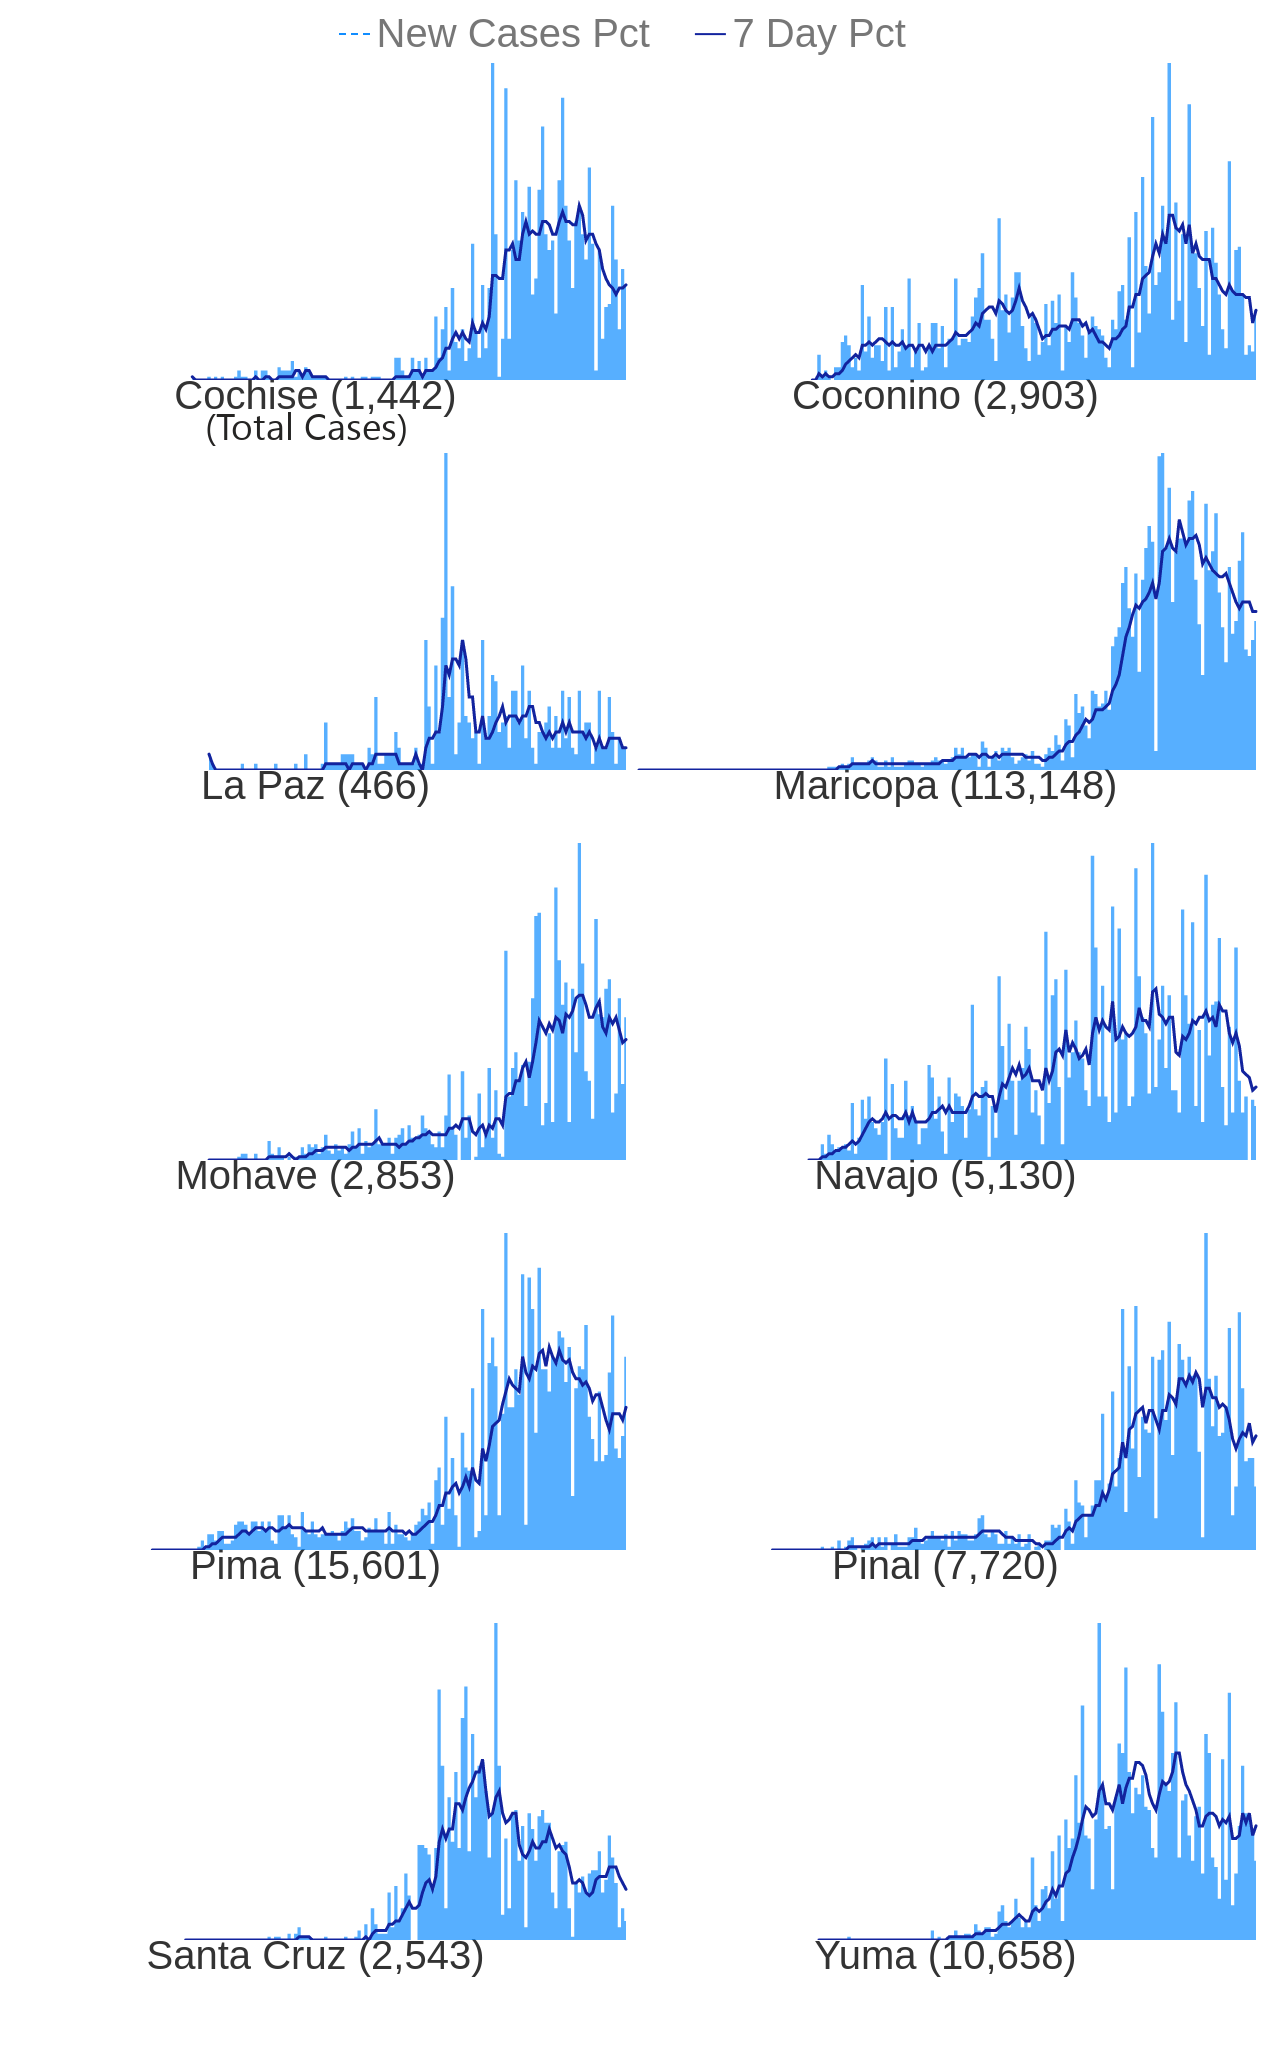 New Cases Pct 7 Day Pct
Cochise (1,442) Coconino (2,903)
(Total Cases)
La Paz (466) Maricopa (113,148)
Mohave (2,853) Navajo (5,130)
Pima (15,601) Pinal (7,720)
Santa Cruz (2,543) Yuma (10,658)